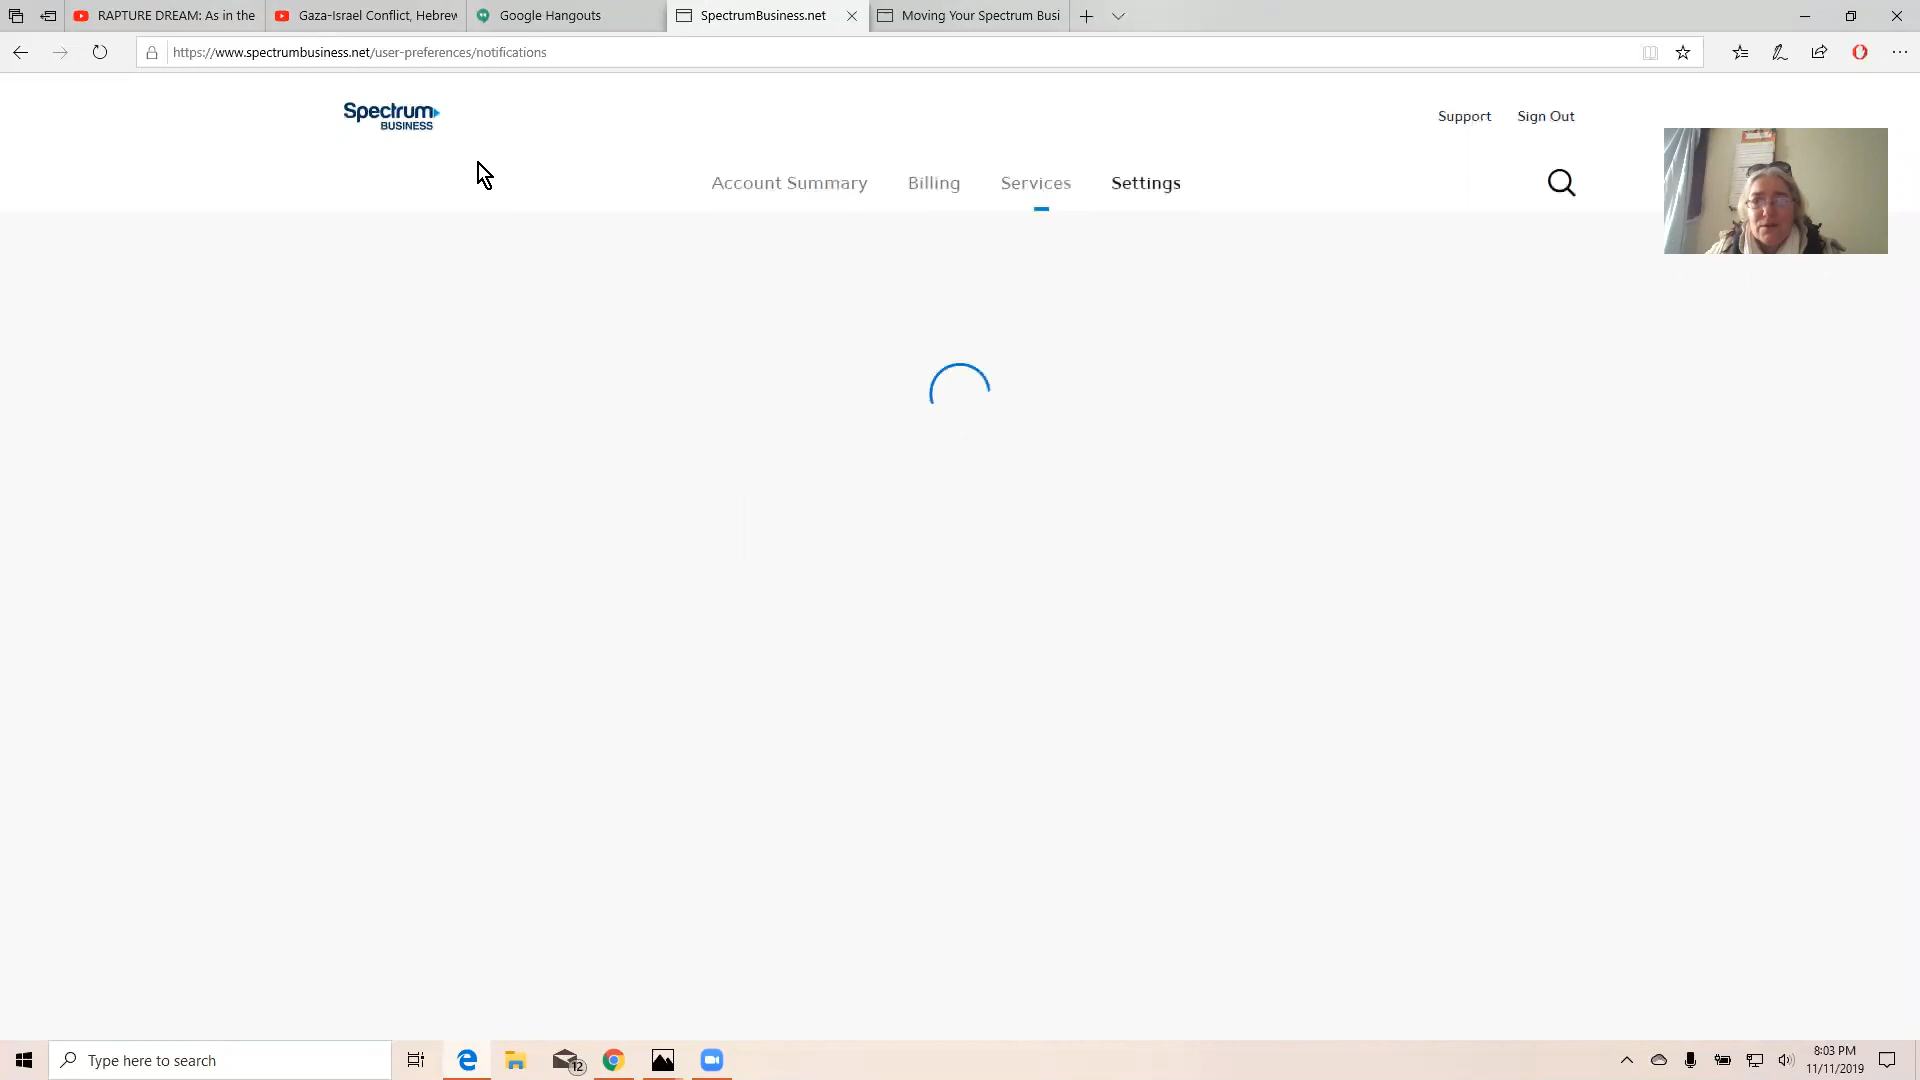 RAPTURE DREAM: As in the
Gaza-Israel Conflict, Hebrew
Google Hangouts
SpectrumBusiness.net
Moving Your Spectrum Busi
https://www.spectrumbusiness.net/user-preferences/notifications
Spectrum
BUSINESS
Support
Sign Out
Account Summary
Billing
Services
Settings
Type here to search
12
8:03 PM
11/11/2019